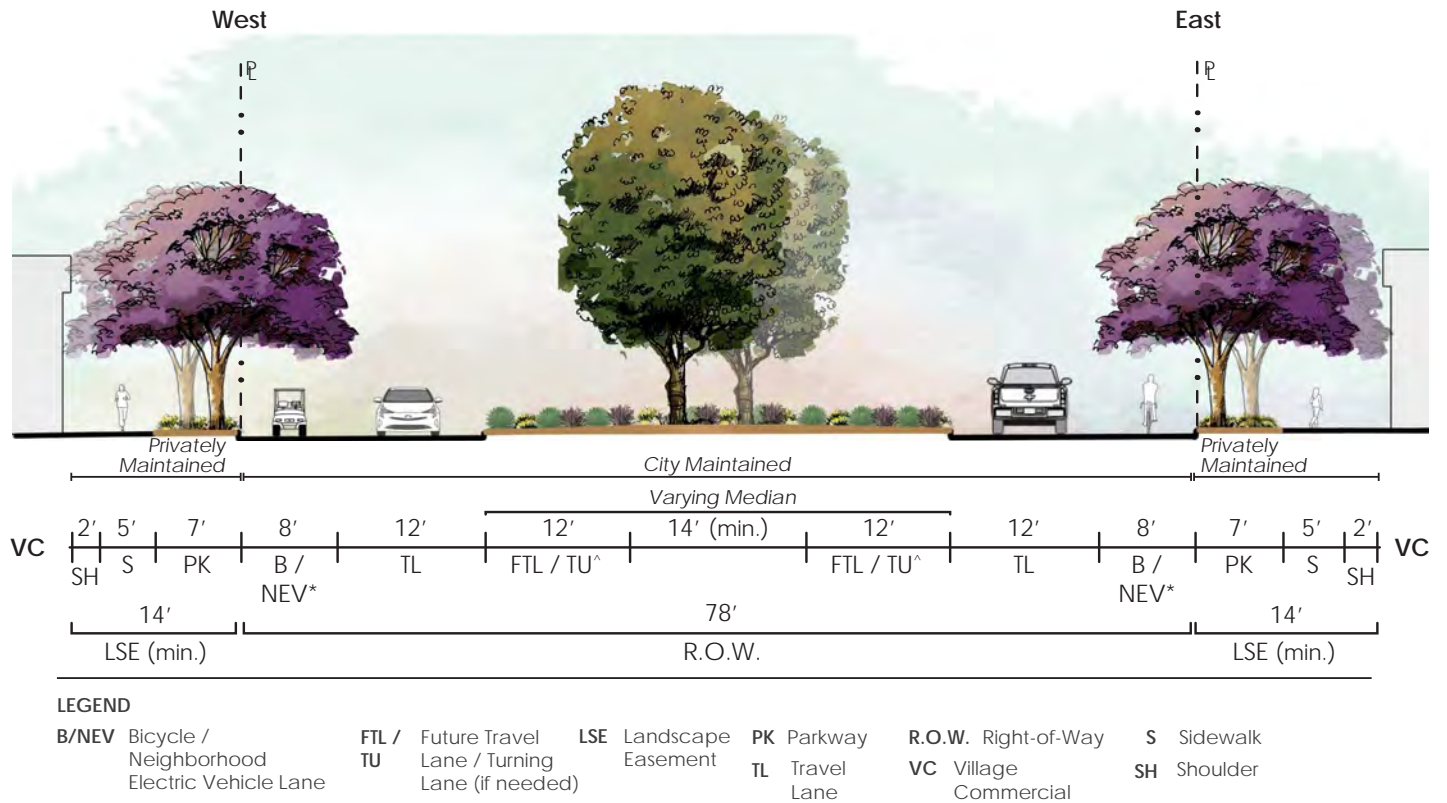 West
East
PL
PL
Privately
Maintained
City Maintained
Privately
Maintained
Varying Median
VC
2’ 5’ 7’ 8’ 12’ 12’ 14’ (min.) 12’ 12’ 8’ 7’ 5’ 2’
VC
SH S PK B / TL FTL / TU^ FTL / TU^ TL B / PK S SH
NEV* NEV*
14’ 78’ 14’
LSE (min.) R.O.W. LSE (min.)
LEGEND
B/NEV Bicycle /
Neighborhood
Electric Vehicle Lane
FTL / Future Travel
TU Lane / Turning
Lane (if needed)
LSE Landscape
Easement
PK Parkway
TL Travel
Lane
R.O.W. Right-of-Way
VC Village
Commercial
S Sidewalk
SH Shoulder